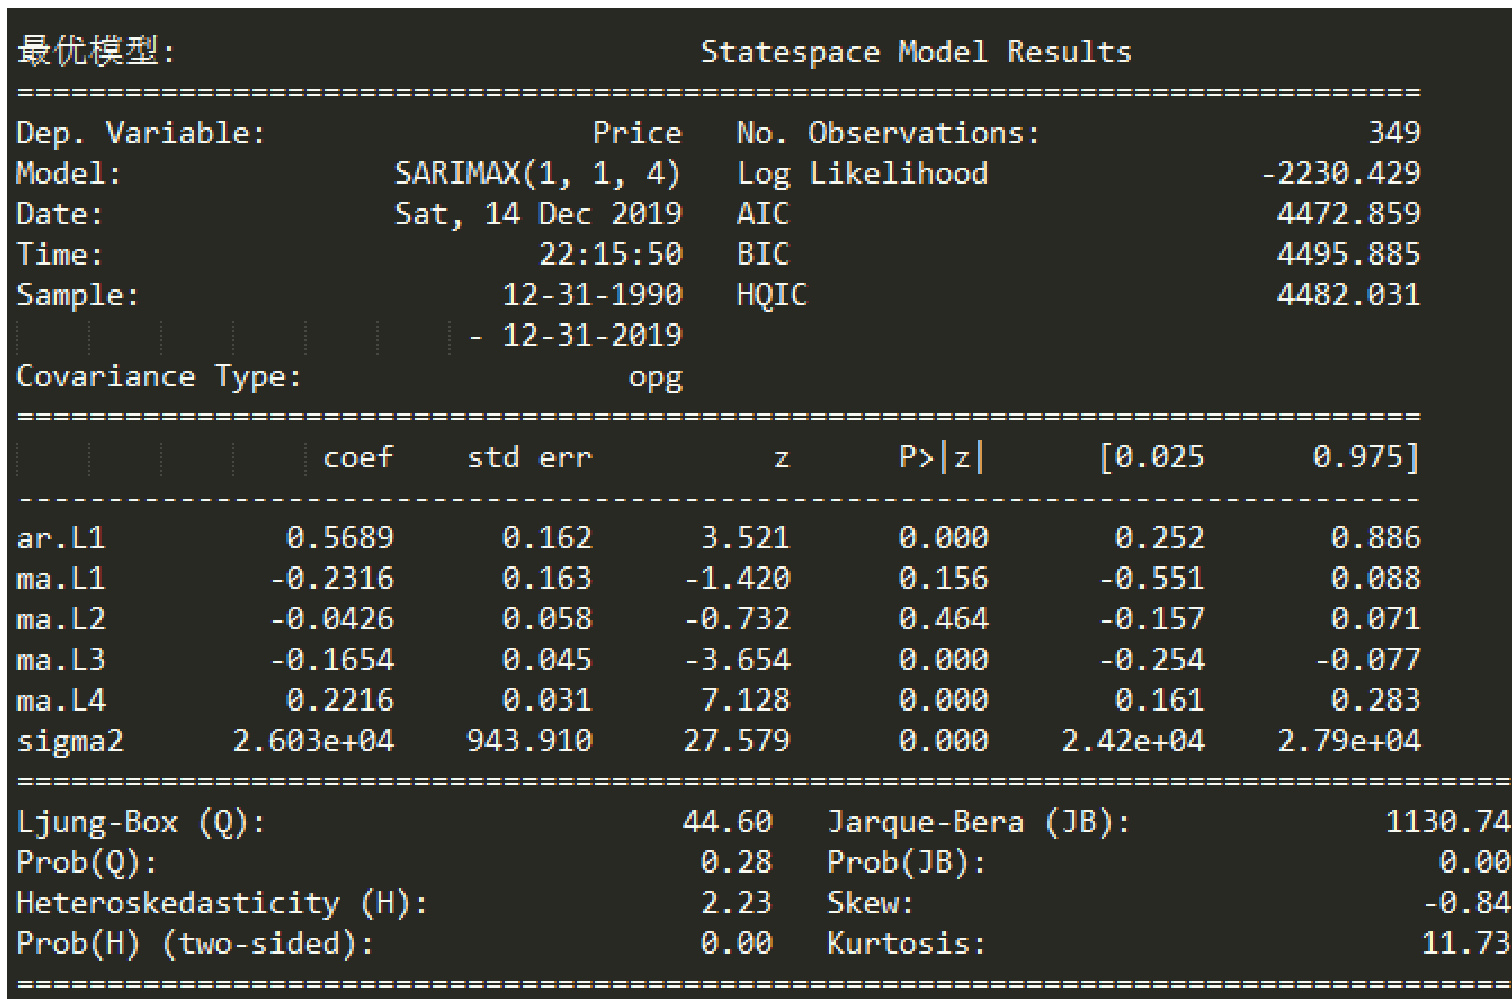 最优模型: Statespace Model Results
==============================================================================
Dep. Variable: Price No. Observations: 349
Model: SARIMAX(1, 1, 4) Log Likelihood -2230.429
Date: Sat, 14 Dec 2019 AIC 4472.859
Time: 22:15:50 BIC 4495.885
Sample: 12-31-1990 HQIC 4482.031
- 12-31-2019
Covariance Type: opg
==============================================================================
coef std err z P>|z| [0.025 0.975]
------------------------------------------------------------------------------
ar.L1 0.5689 0.162 3.521 0.000 0.252 0.886
ma.L1 -0.2316 0.163 -1.420 0.156 -0.551 0.088
ma.L2 -0.0426 0.058 -0.732 0.464 -0.157 0.071
ma.L3 -0.1654 0.045 -3.654 0.000 -0.254 -0.077
ma.L4 0.2216 0.031 7.128 0.000 0.161 0.283
sigma2 2.603e+04 943.910 27.579 0.000 2.42e+04 2.79e+04
===================================================================================
Ljung-Box (Q): 44.60 Jarque-Bera (JB): 1130.74
Prob(Q): 0.28 Prob(JB): 0.00
Heteroskedasticity (H): 2.23 Skew: -0.84
Prob(H) (two-sided): 0.00 Kurtosis: 11.73
===================================================================================